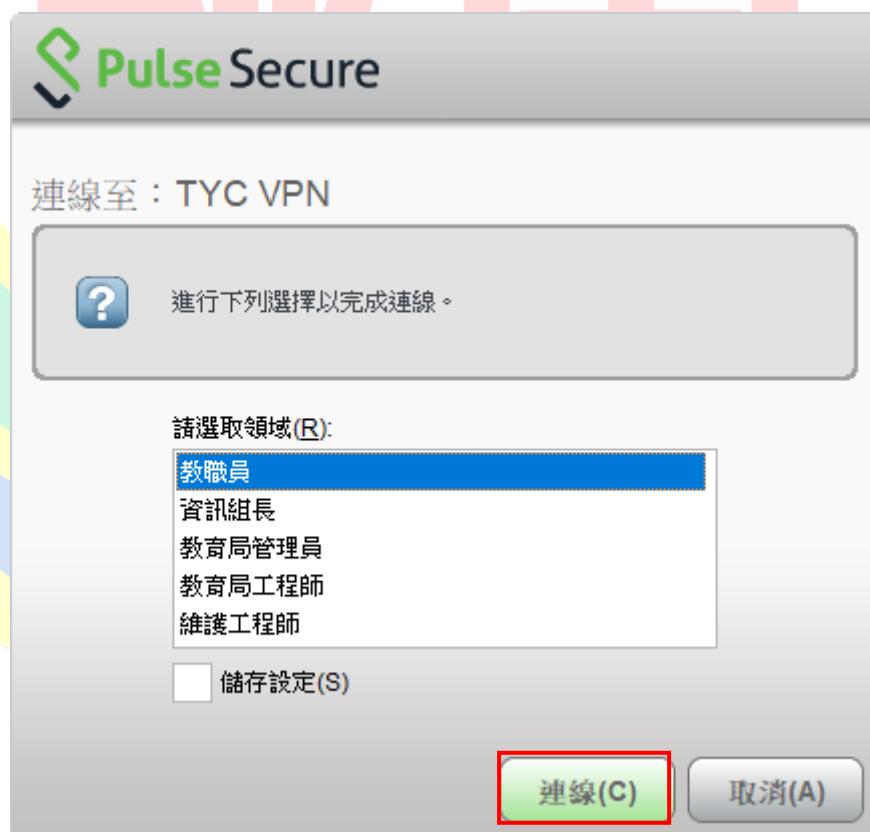 Pulse Secure
連線至：TYC VPN
進行下列選擇以完成連線。
請選取領域(R):
教職員
資訊組長
教育局管理員
教育局工程師
維護工程師
儲存設定(S)
連線(C)
取消(A)